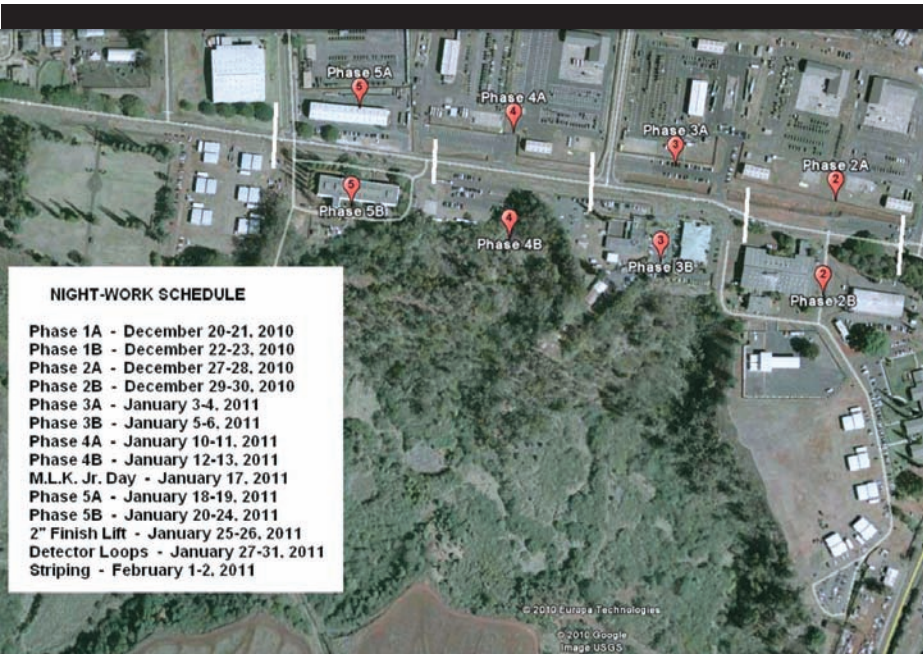 Phase 5A
5
Phase 4A
4
Phase 3A
3
Phase 2A
2
5
Phase 5B
4
Phase 4B
3
Phase 3B
2
Phase 2B
NIGHT-WORK SCHEDULE
Phase 1A - December 20-21, 2010
Phase 1B - December 22-23, 2010
Phase 2A - December 27-28, 2010
Phase 2B - December 29-30, 2010
Phase 3A - January 3-4, 2011
Phase 3B - January 5-6, 2011
Phase 4A - January 10-11, 2011
Phase 4B - January 12-13, 2011
M.L.K. Jr. Day - January 17, 2011
Phase 5A - January 18-19, 2011
Phase 5B - January 20-24, 2011
2" Finish Lift - January 25-26, 2011
Detector Loops - January 27-31, 2011
Striping - February 1-2, 2011
© 2010 Europa Technologies
© 2010 Google
Image USGS